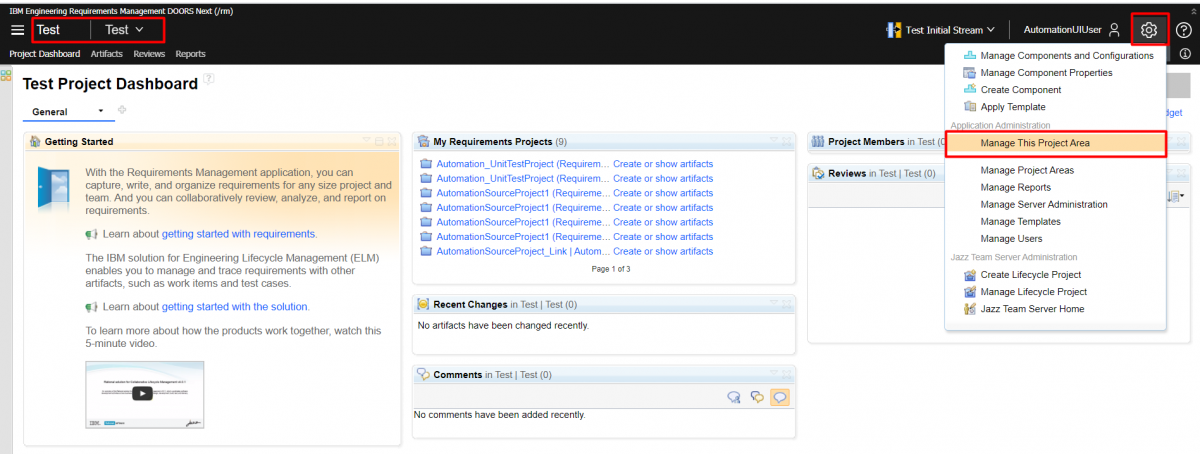 IBM Engineering Requirements Management DOORS Next (/rm)
Test Test
Test Initial Stream
AutomationUIUser
Project Dashboard Artifacts Reviews Reports
Test Project Dashboard
General
Getting Started
With the Requirements Management application, you can
capture, write, and organize requirements for any size project and
team. And you can collaboratively review, analyze, and report on
requirements.
Learn about getting started with requirements.
The IBM solution for Engineering Lifecycle Management (ELM)
enables you to manage and trace requirements with other
artifacts, such as work items and test cases.
Learn about getting started with the solution.
To learn more about how the products work together, watch this
5-minute video.
My Requirements Projects (9)
Automation_UnitTestProject (Requirem... Create or show artifacts
Automation_UnitTestProject (Requirem... Create or show artifacts
AutomationSourceProject1 (Requireme... Create or show artifacts
AutomationSourceProject1 (Requireme... Create or show artifacts
AutomationSourceProject1 (Requireme... Create or show artifacts
AutomationSourceProject1 (Requireme... Create or show artifacts
AutomationSourceProject_Link | Autom... Create or show artifacts
Page 1 of 3
Recent Changes in Test | Test (0)
No artifacts have been changed recently.
Comments in Test | Test (0)
No comments have been added recently.
Project Members in Test (0
Reviews in Test | Test (0)
dget
Manage Components and Configurations
Manage Component Properties
Create Component
Apply Template
Application Administration
Manage This Project Area
Manage Project Areas
Manage Reports
Manage Server Administration
Manage Templates
Manage Users
Jazz Team Server Administration
Create Lifecycle Project
Manage Lifecycle Project
Jazz Team Server Home